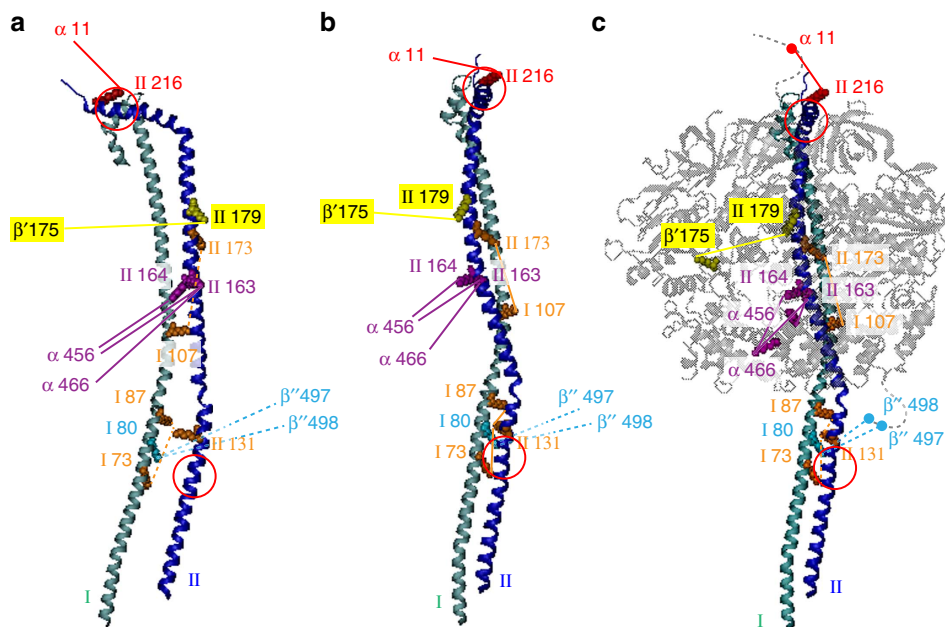 a
α 11
II 216
β′175
II 179
II 173
II 164
II 163
α 456
α 466
I 107
I 87
I 80
I 73
β′′497
β′′498
II 131
I
II
b
α 11
II 216
β′175
II 179
II 173
II 164
II 163
α 456
α 466
I 107
I 87
I 80
I 73
β′′ 497
β′′ 498
II 131
I
II
c
α 11
II 216
II 179
β′175
II 173
II 164
II 163
α 456
α 466
I 107
I 87
I 80
I 73
β′′ 498
β′′ 497
II 131
I
II